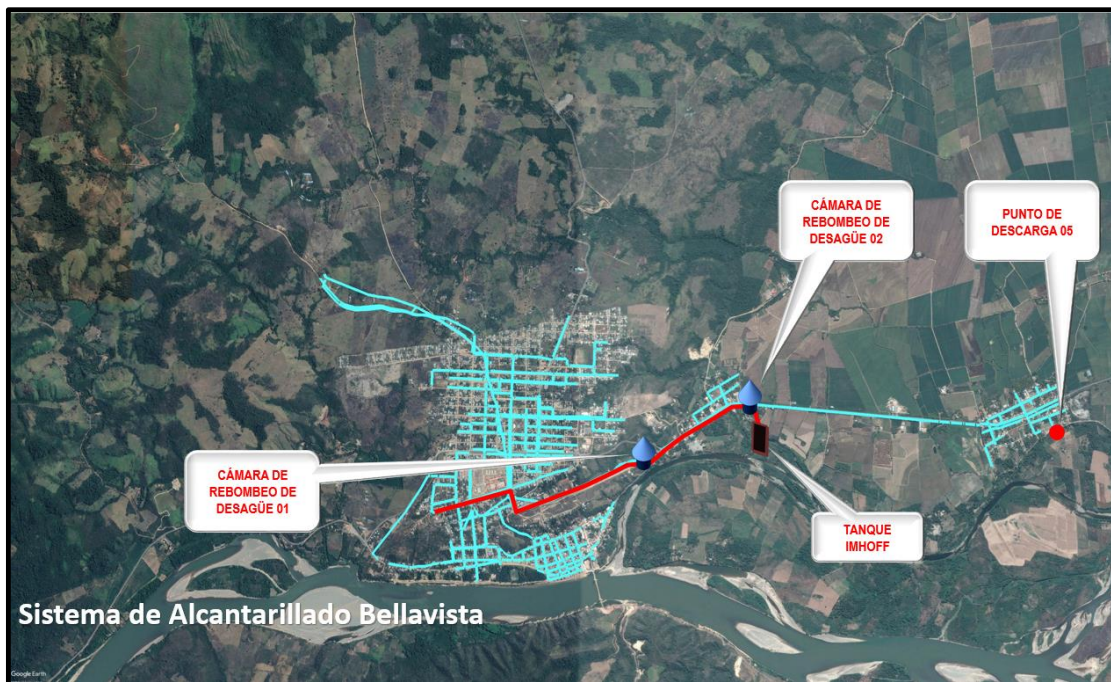 CÁMARA DE
REBOMBEO DE
DESAGÜE 02
PUNTO DE
DESCARGA 05
CÁMARA DE
REBOMBEO DE
DESAGÜE 01
TANQUE
IMHOFF
Sistema de Alcantarillado Bellavista
Google Earth